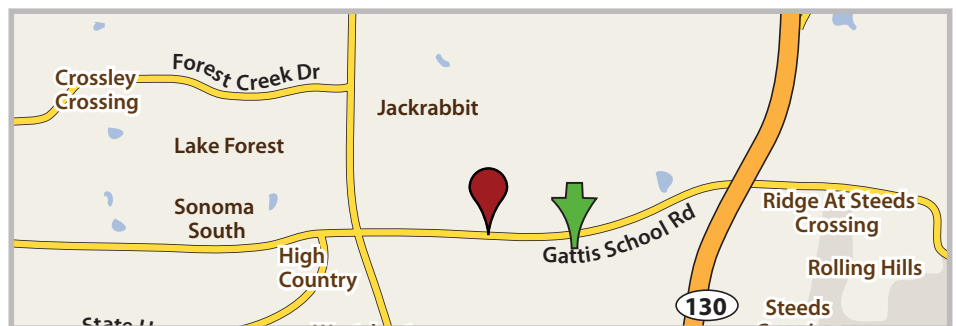 Forest Creek Dr
Crossley
Crossing
Jackrabbit
Lake Forest
Sonoma
South
Ridge At Steeds
Crossing
Gattis School Rd
High
Country
Rolling Hills
130
Steeds
State